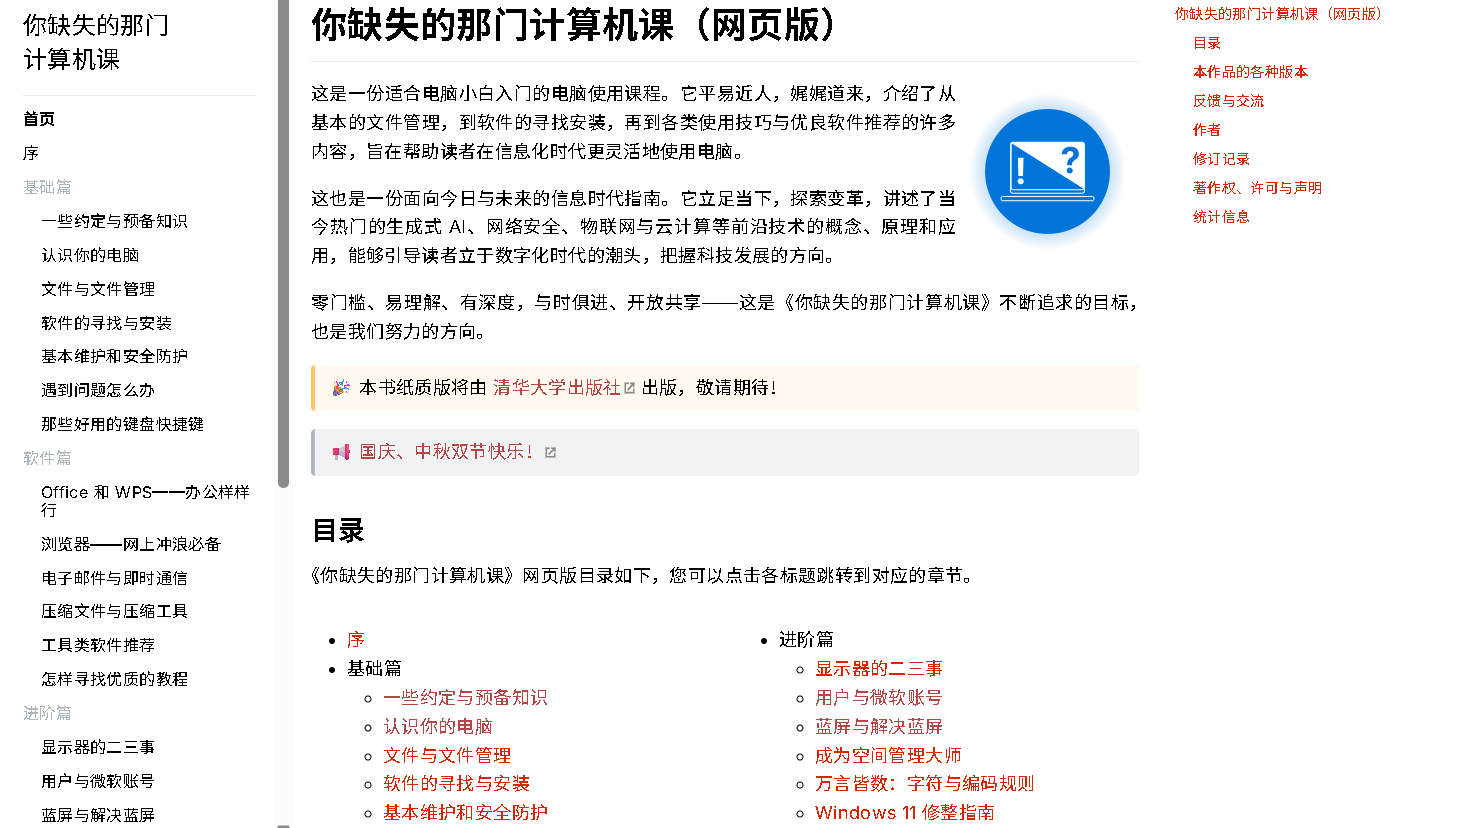 你缺失的那门
计算机课
首页
序
基础篇
一些约定与预备知识
认识你的电脑
文件与文件管理
软件的寻找与安装
基本维护和安全防护
遇到问题怎么办
那些好用的键盘快捷键
软件篇
Office 和 WPS——办公样样
行
浏览器——网上冲浪必备
电子邮件与即时通信
压缩文件与压缩工具
工具类软件推荐
怎样寻找优质的教程
进阶篇
显示器的二三事
用户与微软账号
蓝屏与解决蓝屏
你缺失的那门计算机课（网页版）
这是一份适合电脑小白入门的电脑使用课程。它平易近人，娓娓道来，介绍了从
基本的文件管理，到软件的寻找安装，再到各类使用技巧与优良软件推荐的许多
内容，旨在帮助读者在信息化时代更灵活地使用电脑。
这也是一份面向今日与未来的信息时代指南。它立足当下，探索变革，讲述了当
今热门的生成式 AI、网络安全、物联网与云计算等前沿技术的概念、原理和应
用，能够引导读者立于数字化时代的潮头，把握科技发展的方向。
!
?
零门槛、易理解、有深度，与时俱进、开放共享——这是《你缺失的那门计算机课》不断追求的目标，
也是我们努力的方向。
🎉 本书纸质版将由 清华大学出版社 出版，敬请期待！
📢 国庆、中秋双节快乐！
目录
《你缺失的那门计算机课》网页版目录如下，您可以点击各标题跳转到对应的章节。
• 序
• 基础篇
◦ 一些约定与预备知识
◦ 认识你的电脑
◦ 文件与文件管理
◦ 软件的寻找与安装
◦ 基本维护和安全防护
• 进阶篇
◦ 显示器的二三事
◦ 用户与微软账号
◦ 蓝屏与解决蓝屏
◦ 成为空间管理大师
◦ 万言皆数：字符与编码规则
◦ Windows 11 修整指南
你缺失的那门计算机课（网页版）
目录
本作品的各种版本
反馈与交流
作者
修订记录
著作权、许可与声明
统计信息